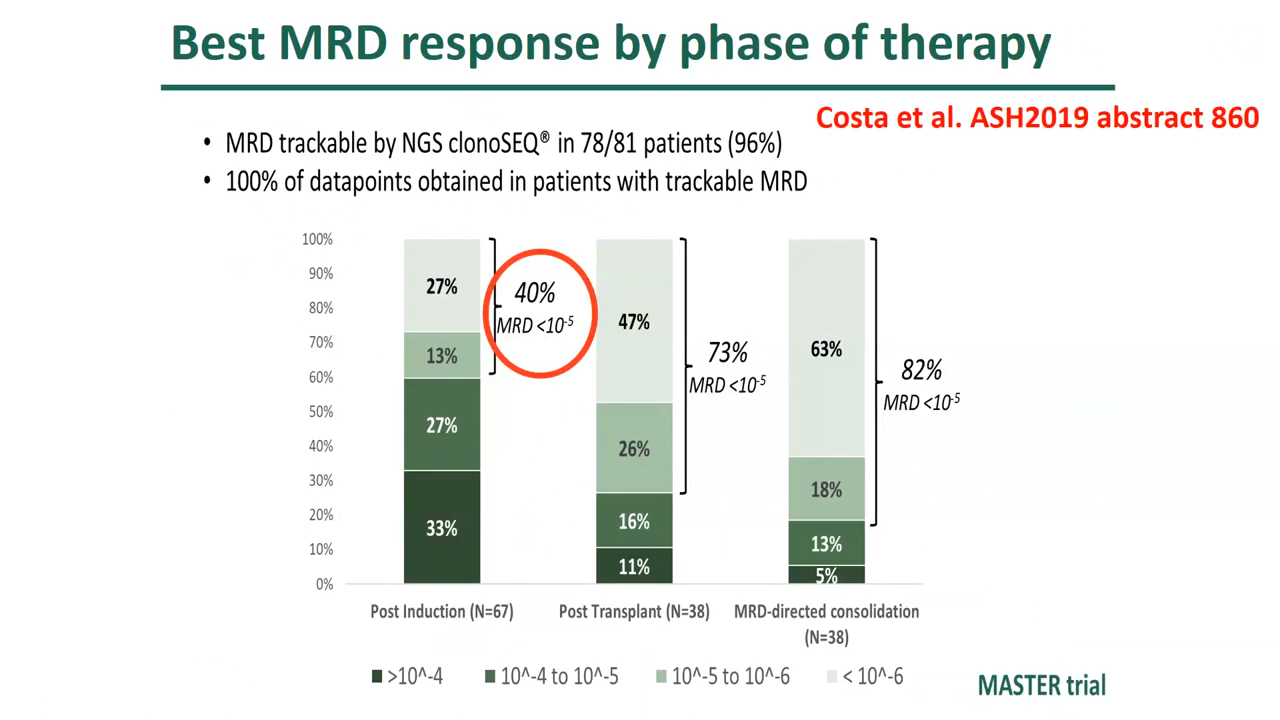 Best MRD response by phase of therapy
Costa et al. ASH2019 abstract 860
• MRD trackable by NGS clonoSEQ® in 78/81 patients (96%)
• 100% of datapoints obtained in patients with trackable MRD
100%
90%
80%
70%
60%
50%
40%
30%
20%
10%
0%
27%
13%
27%
33%
40%
MRD <10-5
47%
26%
16%
11%
73%
MRD <10-5
63%
18%
13%
5%
82%
MRD <10-5
Post Induction (N=67)
Post Transplant (N=38)
MRD-directed consolidation
(N=38)
>10^-4
10^-4 to 10^-5
10^-5 to 10^-6
< 10^-6
MASTER trial